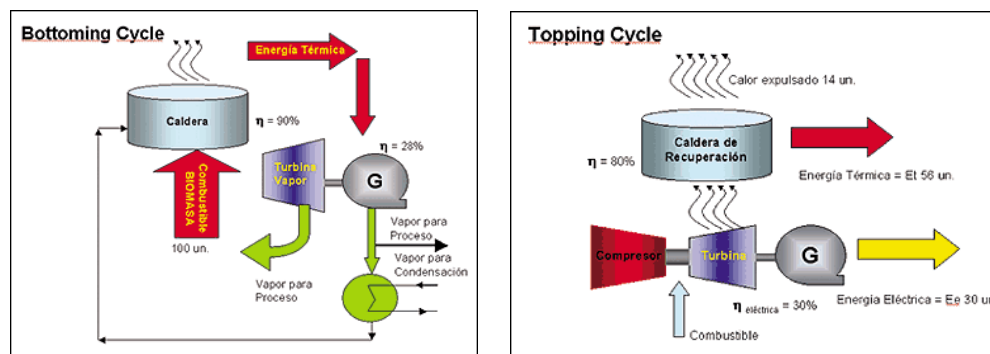 Bottoming Cycle
Energía Térmica
Caldera
η = 90%
η = 28%
Combustible
BIOMASA
Turbina
Vapor
G
100 un.
Vapor para
Proceso
Vapor para
Proceso
Vapor para
Condensación
Topping Cycle
Calor expulsado 14 un.
Caldera de
Recuperación
η = 80%
Energía Térmica = Et 56 un.
Compresor
Turbina
G
η eléctrica = 30%
Energía Eléctrica = Ee 30 un
Combustible